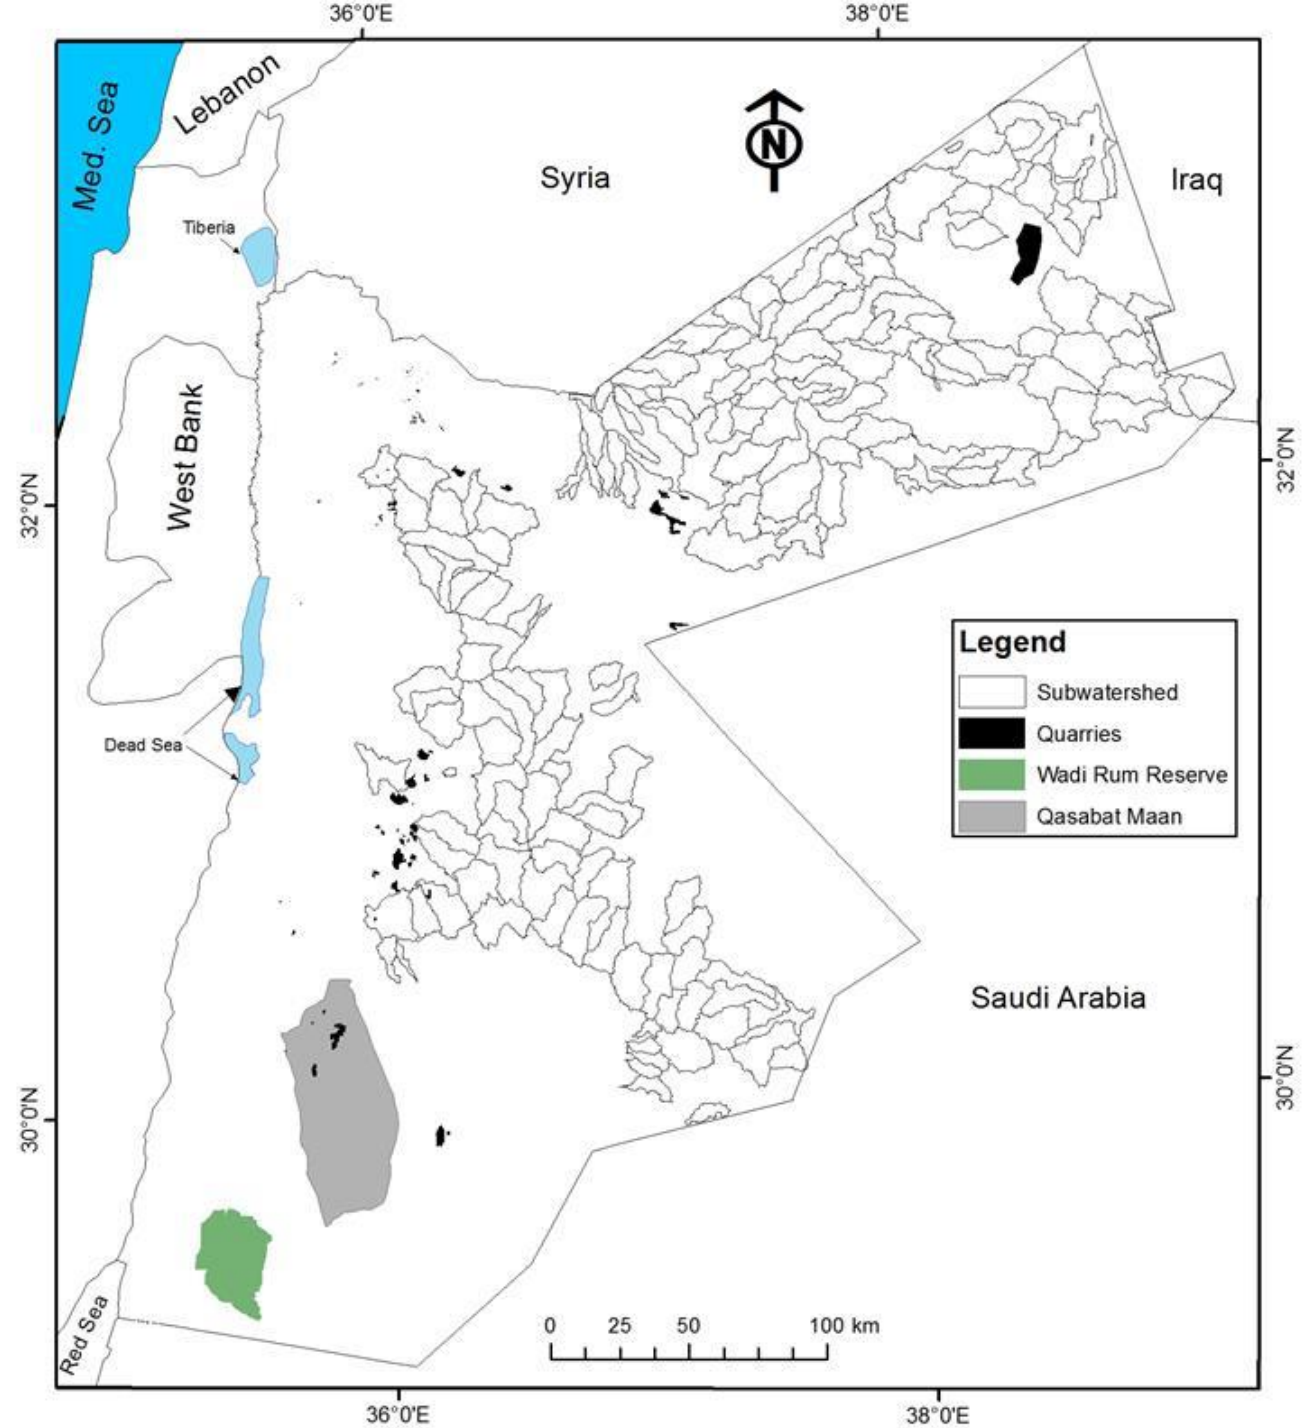 36°0'E
38°0'E
Med. Sea
Lebanon
Syria
N
Iraq
Tiberia
West Bank
32°0'N
32°0'N
Legend
Subwatershed
Quarries
Wadi Rum Reserve
Qasabat Maan
Dead Sea
Saudi Arabia
30°0'N
30°0'N
Red Sea
0 25 50 100 km
36°0'E
38°0'E